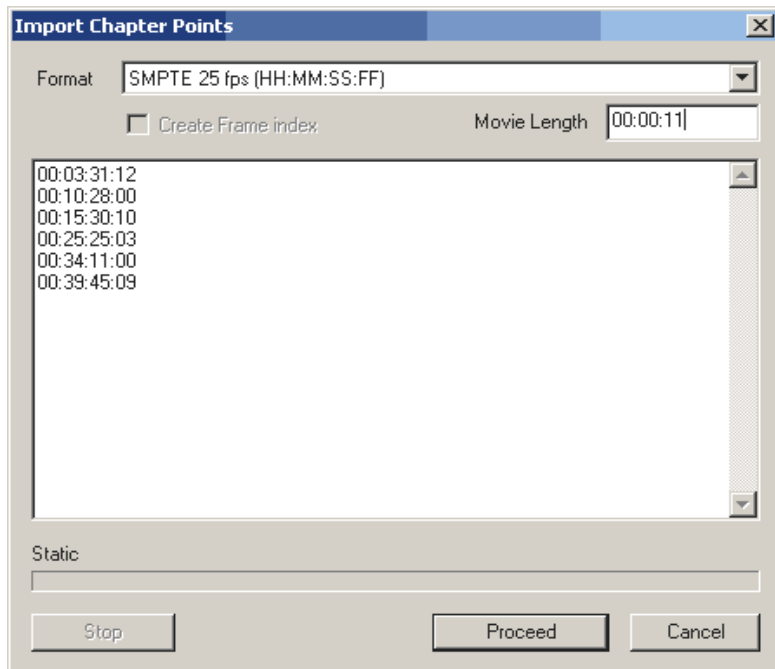 Import Chapter Points
Format SMPTE 25 fps (HH:MM:SS:FF)
Create Frame index Movie Length 00:00:11
00:03:31:12
00:10:28:00
00:15:30:10
00:25:25:03
00:34:11:00
00:39:45:09
Static
Stop Proceed Cancel